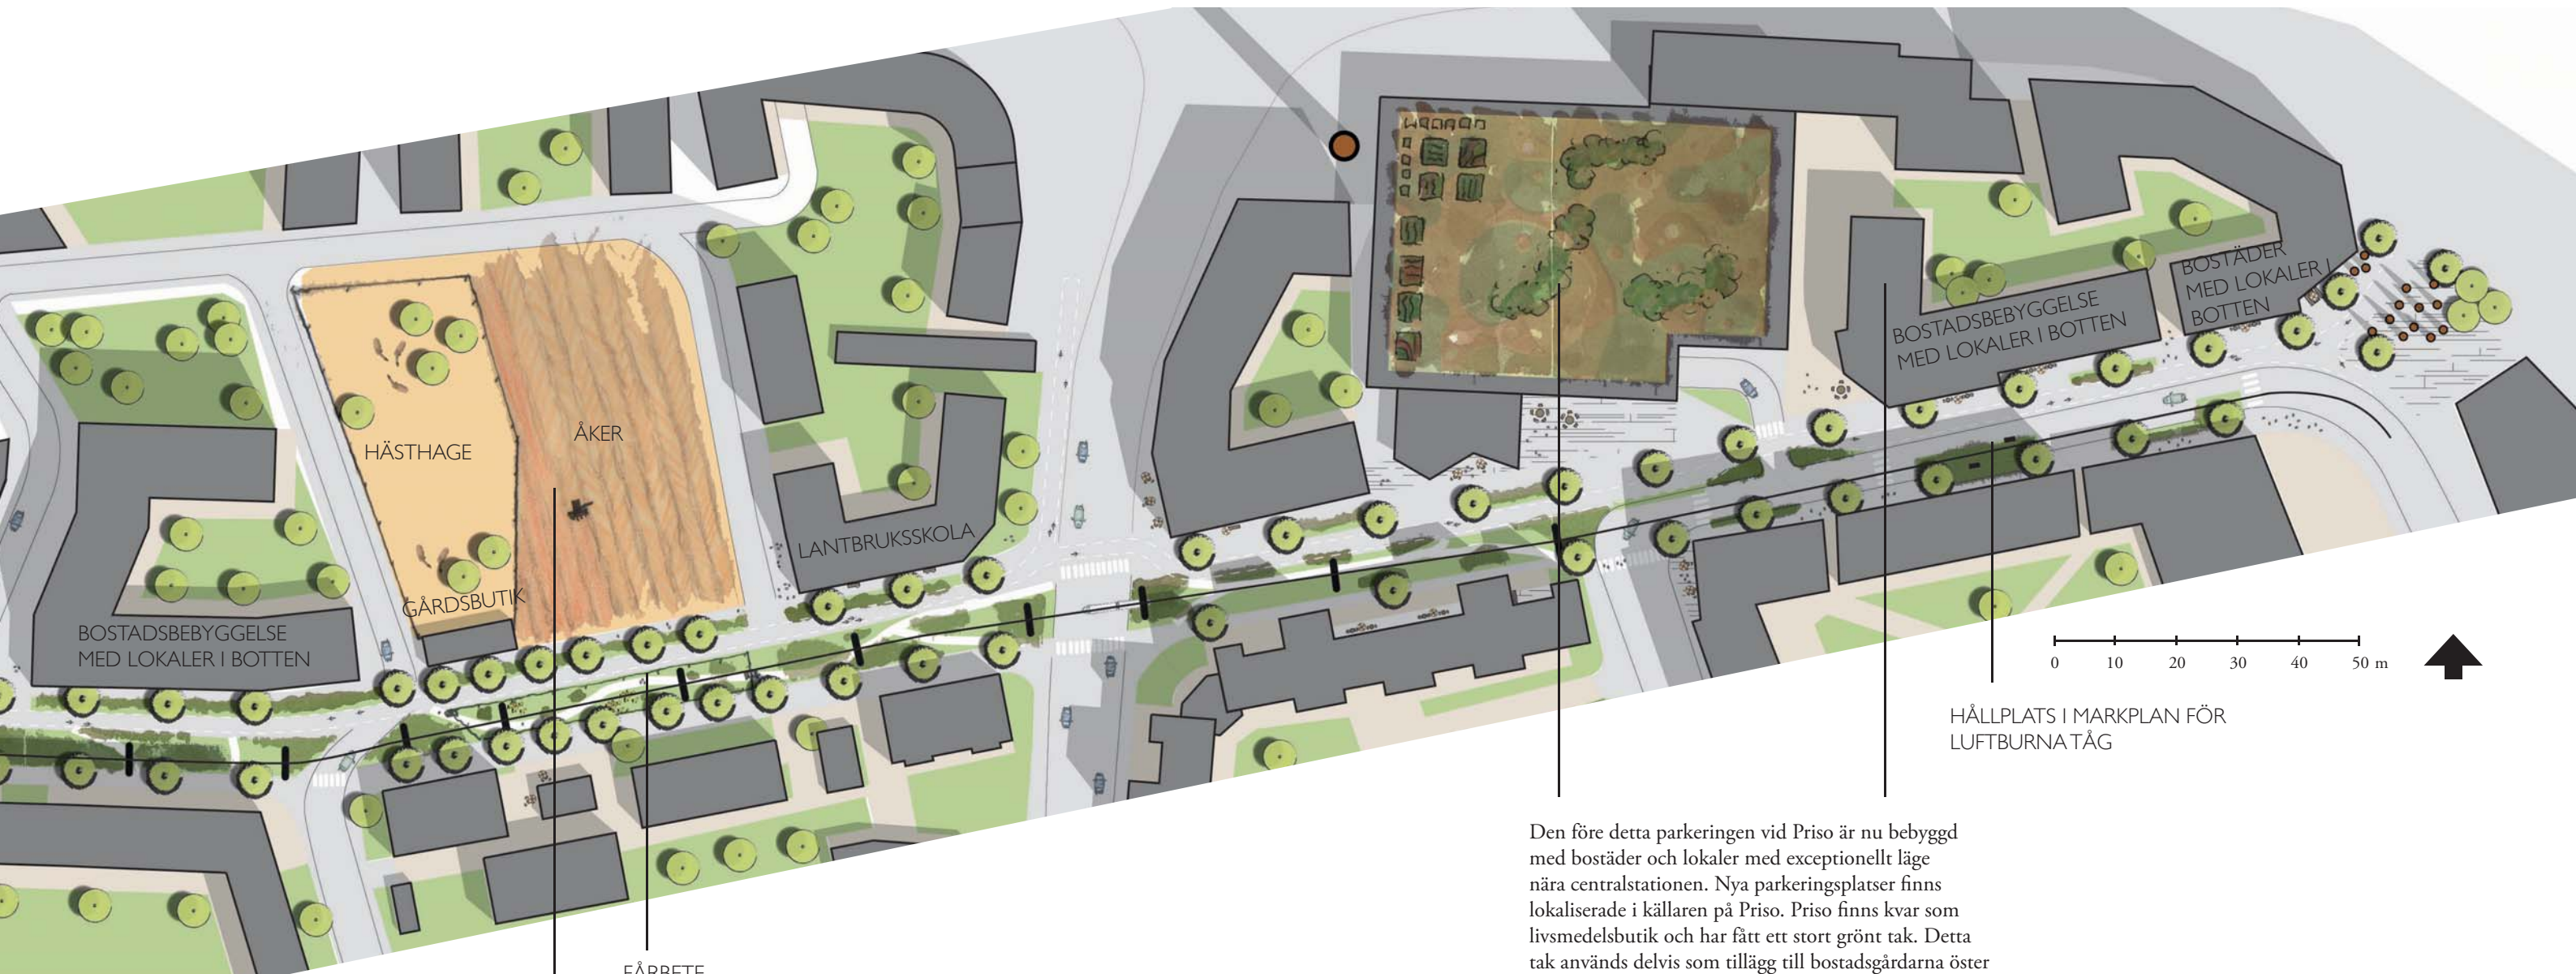 BOSTÄDER
MED LOKALER I
BOTTEN
BOSTADSBEBYGGELSE
MED LOKALER I BOTTEN
ÅKER
HÄSTHAGE
LANTBRUKSSKOLA
GÅRDSBUTIK
BOSTADSBEBYGGELSE
MED LOKALER I BOTTEN
0 10 20 30 40 50 m
HÅLLPLATS I MARKPLAN FÖR
LUFTBURNA TÅG
Den före detta parkeringen vid Priso är nu bebyggd
med bostäder och lokaler med exceptionellt läge
nära centralstationen. Nya parkeringsplatser finns
lokaliserade i källaren på Priso. Priso finns kvar som
livsmedelsbutik och har fått ett stort grönt tak. Detta
tak används delvis som tillägg till bostadsgårdarna öster
FÅRBETE